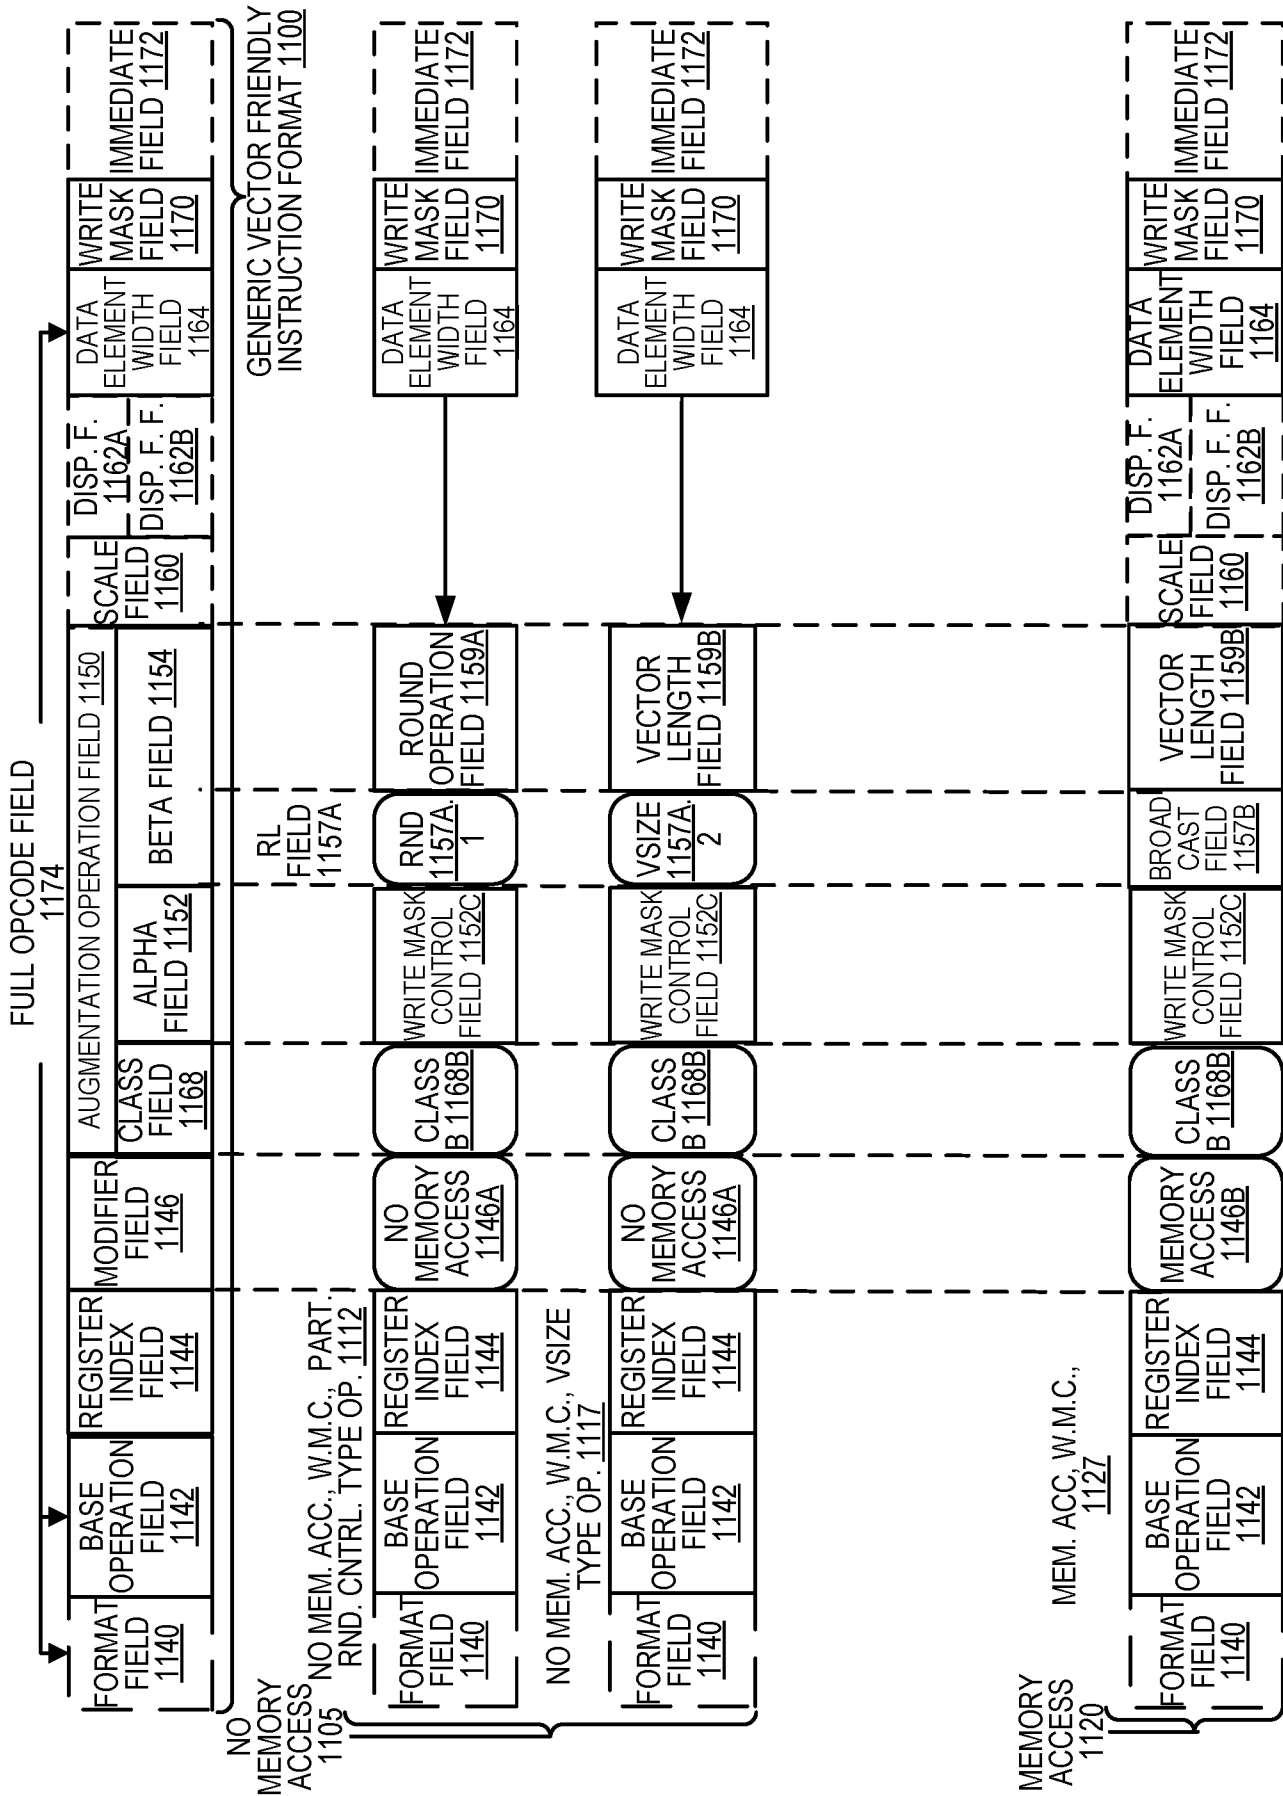 FULL OPCODE FIELD
1174
FORMAT
FIELD
1140
BASE
OPERATION
FIELD
1142
REGISTER
INDEX
FIELD
1144
MODIFIER
FIELD
1146
AUGMENTATION OPERATION FIELD 1150
CLASS
FIELD
1168
ALPHA
FIELD 1152
BETA FIELD 1154
SCALE
FIELD
1160
DISP. F.
1162A
DISP. F. F.
1162B
DATA
ELEMENT
WIDTH
FIELD
1164
WRITE
MASK
FIELD
1170
IMMEDIATE
FIELD 1172
GENERIC VECTOR FRIENDLY
INSTRUCTION FORMAT 1100
NO
MEMORY
ACCESS
1105
NO MEM. ACC., W.M.C., PART.
RND. CNTRL. TYPE OP. 1112
RL
FIELD
1157A
FORMAT
FIELD
1140
BASE
OPERATION
FIELD
1142
REGISTER
INDEX
FIELD
1144
NO
MEMORY
ACCESS
1146A
CLASS
B 1168B
WRITE MASK
CONTROL
FIELD 1152C
RND
1157A.
1
ROUND
OPERATION
FIELD 1159A
DATA
ELEMENT
WIDTH
FIELD
1164
WRITE
MASK
FIELD
1170
IMMEDIATE
FIELD 1172
NO MEM. ACC., W.M.C., VSIZE
TYPE OP. 1117
FORMAT
FIELD
1140
BASE
OPERATION
FIELD
1142
REGISTER
INDEX
FIELD
1144
NO
MEMORY
ACCESS
1146A
CLASS
B 1168B
WRITE MASK
CONTROL
FIELD 1152C
VSIZE
1157A.
2
VECTOR
LENGTH
FIELD 1159B
DATA
ELEMENT
WIDTH
FIELD
1164
WRITE
MASK
FIELD
1170
IMMEDIATE
FIELD 1172
MEMORY
ACCESS
1120
MEM. ACC, W.M.C.,
1127
FORMAT
FIELD
1140
BASE
OPERATION
FIELD
1142
REGISTER
INDEX
FIELD
1144
MEMORY
ACCESS
1146B
CLASS
B 1168B
WRITE MASK
CONTROL
FIELD 1152C
BROAD
CAST
FIELD
1157B
VECTOR
LENGTH
FIELD 1159B
SCALE
FIELD
1160
DISP. F.
1162A
DISP. F. F.
1162B
DATA
ELEMENT
WIDTH
FIELD
1164
WRITE
MASK
FIELD
1170
IMMEDIATE
FIELD 1172